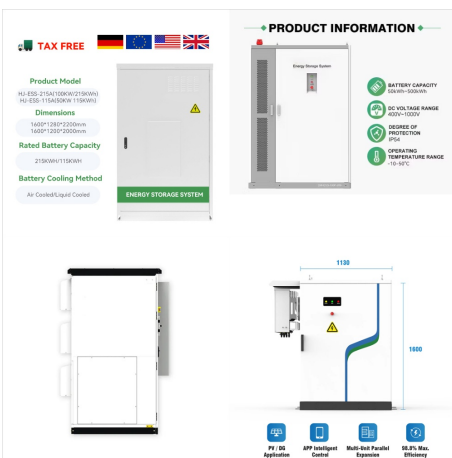 TAX FREE
Product Model
HJ-ESS-215A(100KW/215KWh)
HJ-ESS-115A(50KW 115KWh)
Dimensions
1600*1280*2200mm
1600*1200*2000mm
Rated Battery Capacity
215KWH/115KWH
Battery Cooling Method
Air Cooled/Liquid Cooled
ENERGY STORAGE SYSTEM
PRODUCT INFORMATION
Energy Storage System
BATTERY CAPACITY
50kWh~500kWh
DC VOLTAGE RANGE
400V~1000V
DEGREE OF
PROTECTION
IP54
OPERATING
TEMPERATURE RANGE
-10-50°C
1130
1600
PV / DG
Application
APP Intelligent
Control
Multi-Unit Parallel
Expansion
98.8% Max.
Efficiency